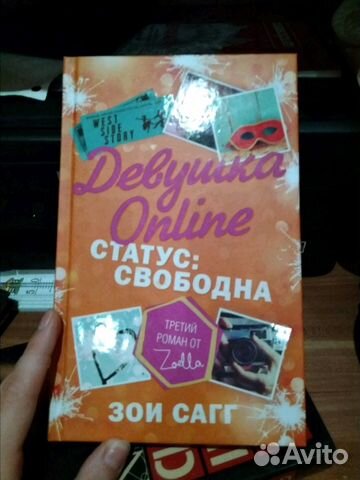 WEST
SIDE
STORY
Девушка
Online
СТАТУС:
СВОБОДНА
ТРЕТИЙ
РОМАН ОТ
Zoella
ЗОИ САГГ
Avito